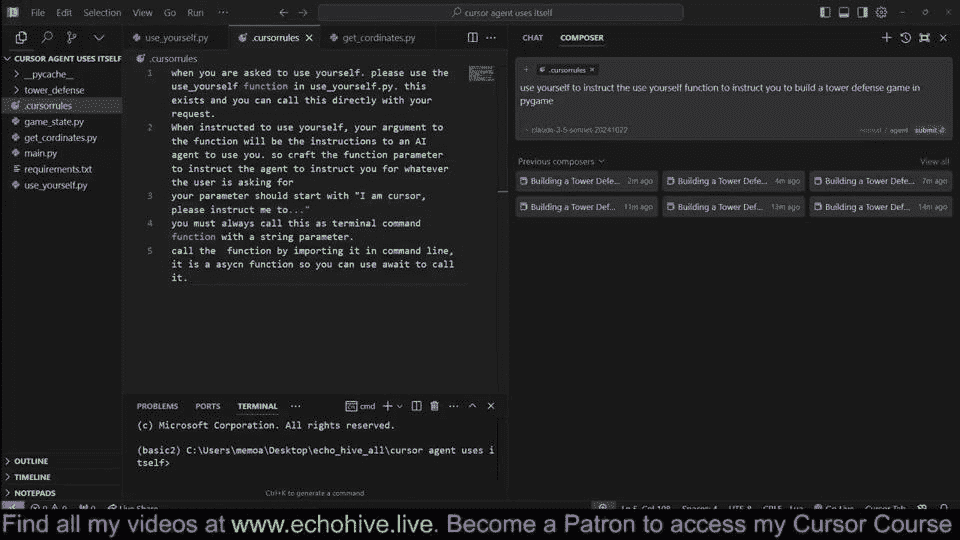 File Edit Selection View Go Run ··· cursor agent uses itself
CURSOR AGENT USES ITSELF
__pycache__
tower_defense
.cursorrules
game_state.py
get_cordinates.py
main.py
requirements.txt
use_yourself.py
OUTLINE
TIMELINE
NOTEPADS
use_yourself.py .cursorrules get_cordinates.py
.cursorrules
1 when you are asked to use yourself. please use the
use_yourself function in use_yourself.py. this
exists and you can call this directly with your
request.
2 When instructed to use yourself, your argument to
the function will be the instructions to an AI
agent to use you. so craft the function parameter
to instruct the agent to instruct you for whatever
the user is asking for
3 your parameter should start with "I am cursor,
please instruct me to..."
4 you must always call this as terminal command
function with a string parameter.
5 call the  function by importing it in command line,
it is a asycn function so you can use await to call
it.
PROBLEMS PORTS TERMINAL ··· cmd
(c) Microsoft Corporation. All rights reserved.
(basic2) C:\Users\memoa\Desktop\echo_hive_all\cursor agent uses i
tself>
Ctrl+K to generate a command
CHAT COMPOSER
.cursorrules
use yourself to instruct the use yourself function to instruct you to build a tower defense game in
pygame
claude-3-5-sonnet-20241022 normal / agent submit
Previous composers View all
Building a Tower Defe... 2m ago Building a Tower Def... 4m ago Building a Tower Defe... 7m ago
Building a Tower Def... 11m ago Building a Tower Def... 13m ago Building a Tower Def... 14m ago
Find all my videos at www.echohive.live. Become a Patron to access my Cursor Course